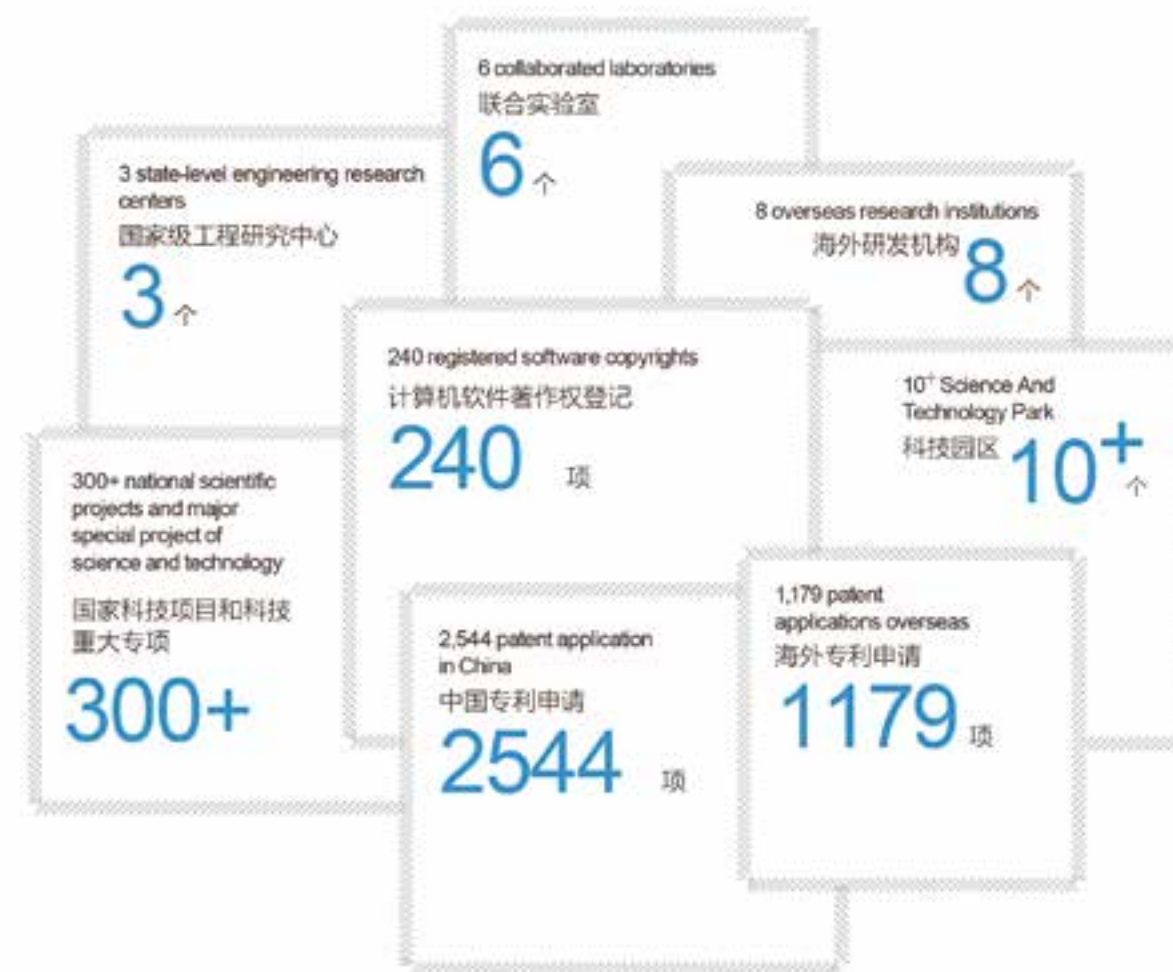 6 collaborated laboratories
联合实验室
6 个
3 state-level engineering research
centers
国家级工程研究中心
3 个
8 overseas research institutions
海外研发机构
8 个
240 registered software copyrights
计算机软件著作权登记
240 项
10+ Science And
Technology Park
科技园区
10+ 个
300+ national scientific
projects and major
special project of
science and technology
国家科技项目和科技
重大专项
300+
2,544 patent application
in China
中国专利申请
2544 项
1,179 patent
applications overseas
海外专利申请
1179 项